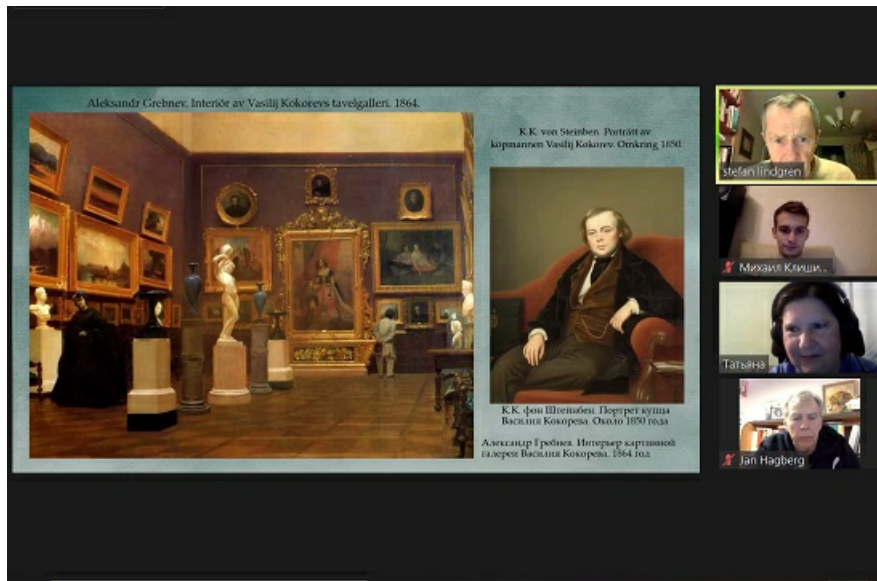 Aleksandr Grebnev. Interiör av Vasilij Kokorevs tavelgalleri. 1864.
K.K. von Steinben. Porträtt av
köpmannen Vasilij Kokorev. Omkring 1850.
К.К. фон Штейнбен. Портрет купца
Василия Кокорева. Около 1850 года
Александр Гребнев. Интерьер картинной
галереи Василия Кокорева. 1864 год
stefan lindgren
Михаил Клиши...
Татьяна
Jan Hagberg